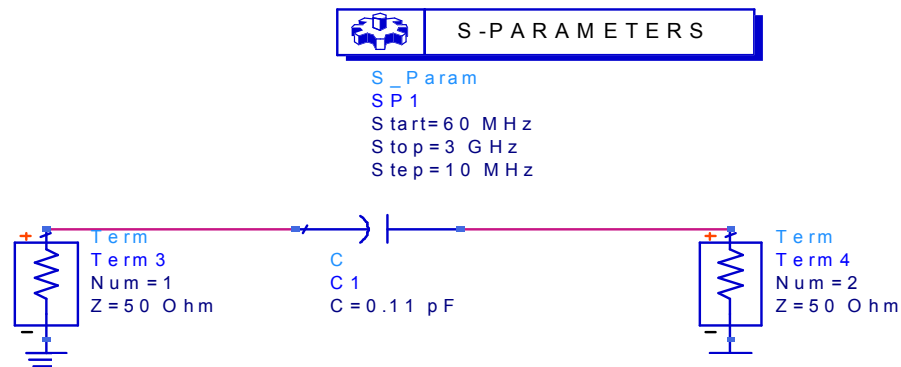 S-PARAMETERS
S_Param
SP1
Start=60 MHz
Stop=3 GHz
Step=10 MHz
+
Term
Term3
Num=1
Z=50 Ohm
−
C
C1
C=0.11 pF
+
Term
Term4
Num=2
Z=50 Ohm
−